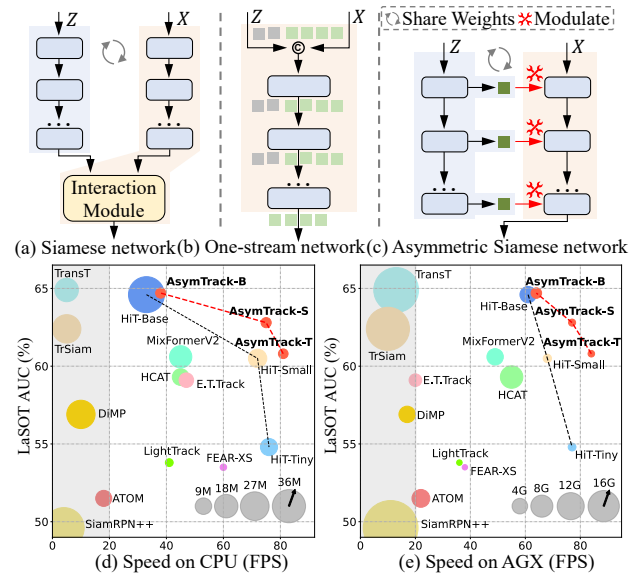 Z
X
Share Weights
Modulate
Z
X
Z
X
C
Interaction
Module
(a) Siamese network
(b) One-stream network
(c) Asymmetric Siamese network
LaSOT AUC (%)
65
60
55
50
TransT
TrSiam
HiT-Base
AsymTrack-B
AsymTrack-S
AsymTrack-T
MixFormerV2
HiT-Small
HCAT
E.T.Track
DiMP
HiT-Tiny
LightTrack
FEAR-XS
ATOM
SiamRPN++
9M
18M
27M
36M
0
20
40
60
80
(d) Speed on CPU (FPS)
LaSOT AUC (%)
65
60
55
50
TransT
TrSiam
AsymTrack-B
HiT-Base
AsymTrack-S
AsymTrack-T
MixFormerV2
HiT-Small
E.T.Track
HCAT
DiMP
HiT-Tiny
LightTrack
FEAR-XS
ATOM
SiamRPN++
4G
8G
12G
16G
0
20
40
60
80
(e) Speed on AGX (FPS)